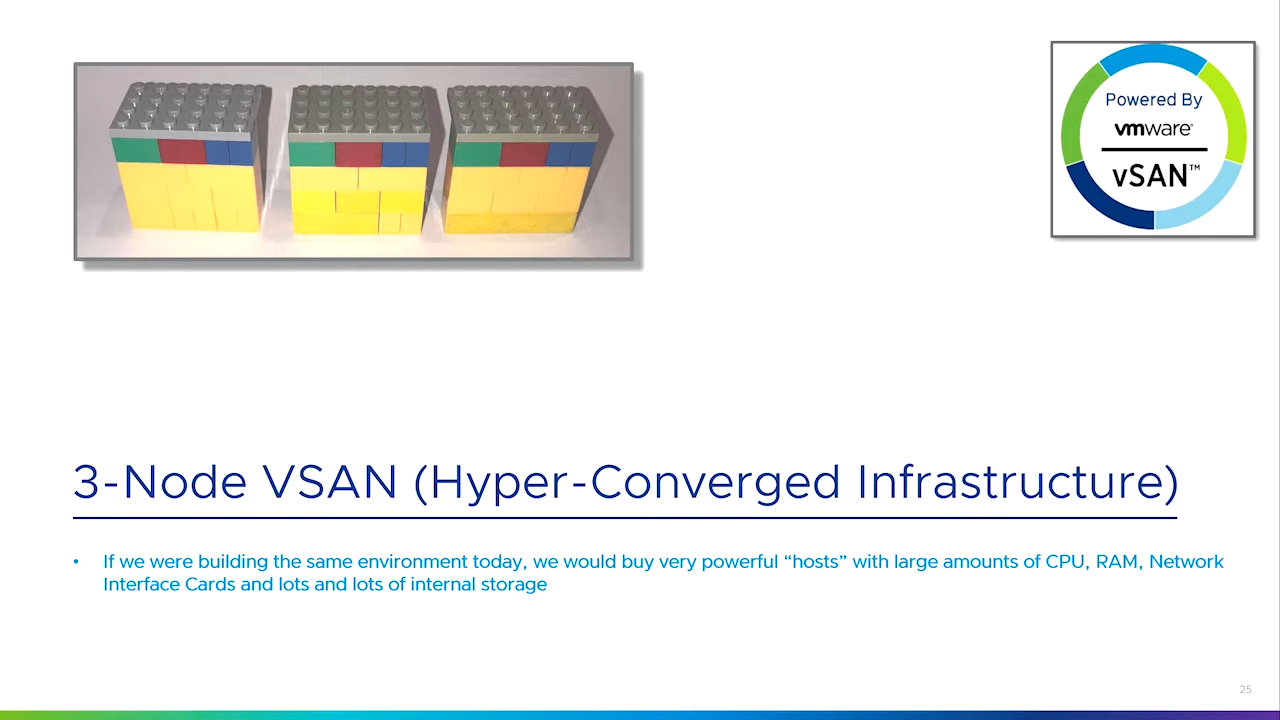 Powered By
vmware®
vSAN™
3-Node VSAN (Hyper-Converged Infrastructure)
• If we were building the same environment today, we would buy very powerful “hosts” with large amounts of CPU, RAM, Network
Interface Cards and lots and lots of internal storage
25